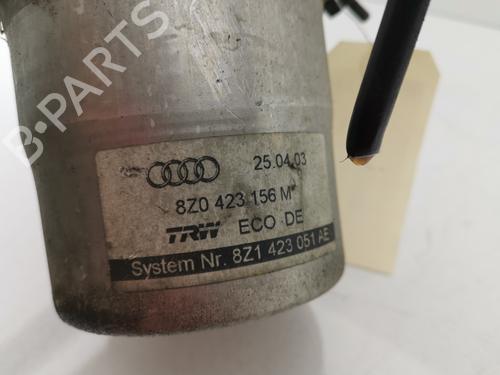 B-PARTS
25.04.03
8Z0 423 156 M
TRW ECO DE
System Nr. 8Z1 423 051 AE